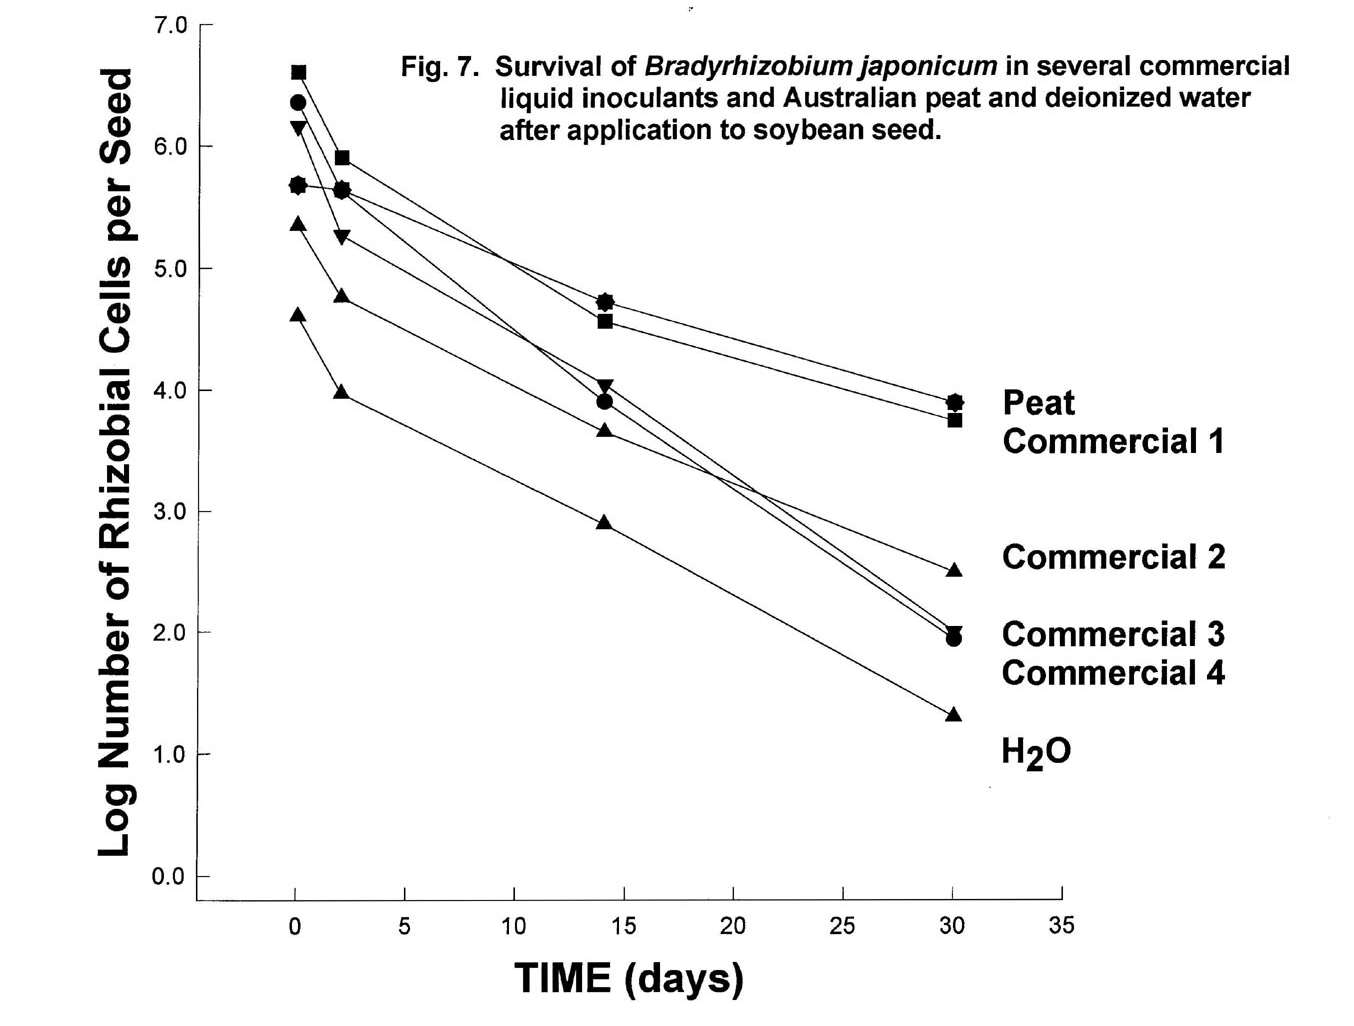 Fig. 7. Survival of Bradyrhizobium japonicum in several commercial
liquid inoculants and Australian peat and deionized water
after application to soybean seed.
Log Number of Rhizobial Cells per Seed
7.0
6.0
5.0
4.0
3.0
2.0
1.0
0.0
Peat
Commercial 1
Commercial 2
Commercial 3
Commercial 4
H2O
0 5 10 15 20 25 30 35
TIME (days)